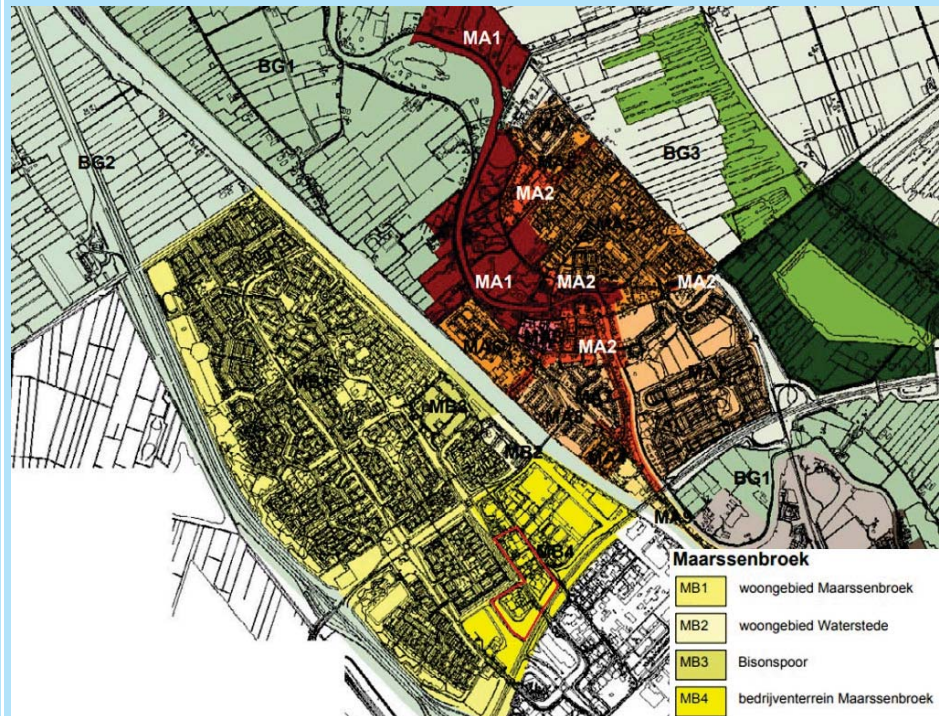 MA1
BG1
BG2
BG3
MA2
MA1
MA2
MA2
MA2
MB3
MB2
MB4
BG1
Maarssenbroek
MB1 woongebied Maarssenbroek
MB2 woongebied Waterstede
MB3 Bisonspoor
MB4 bedrijventerrein Maarssenbroek